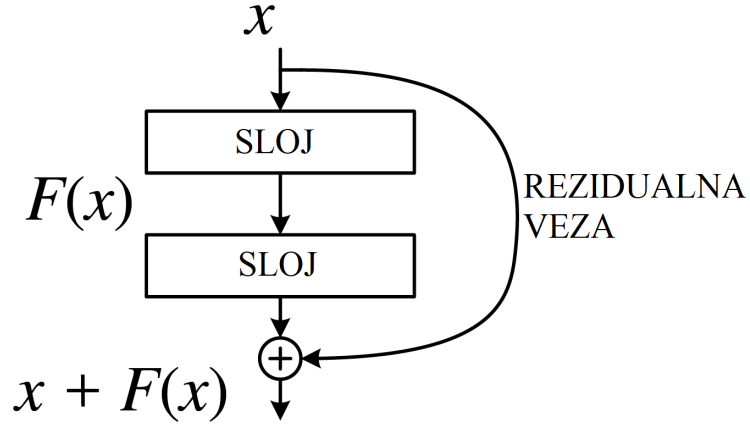 x
SLOJ
F(x)
REZIDUALNA
VEZA
SLOJ
+
x + F(x)